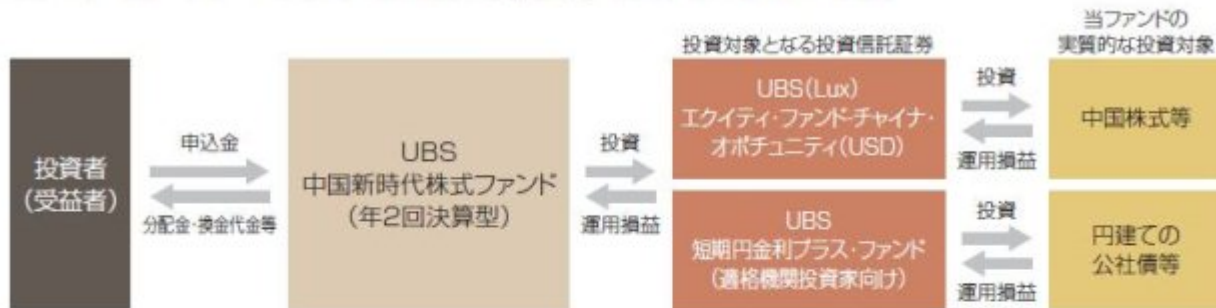 投資者
(受益者)
申込金
分配金・換金代金等
UBS
中国新時代株式ファンド
(年2回決算型)
投資
運用損益
投資対象となる投資信託証券
UBS(Lux)
エクイティ・ファンド-チャイナ・
オポチュニティ(USD)
UBS
短期円金利プラス・ファンド
(適格機関投資家向け)
投資
運用損益
投資
運用損益
当ファンドの
実質的な投資対象
中国株式等
円建ての
公社債等